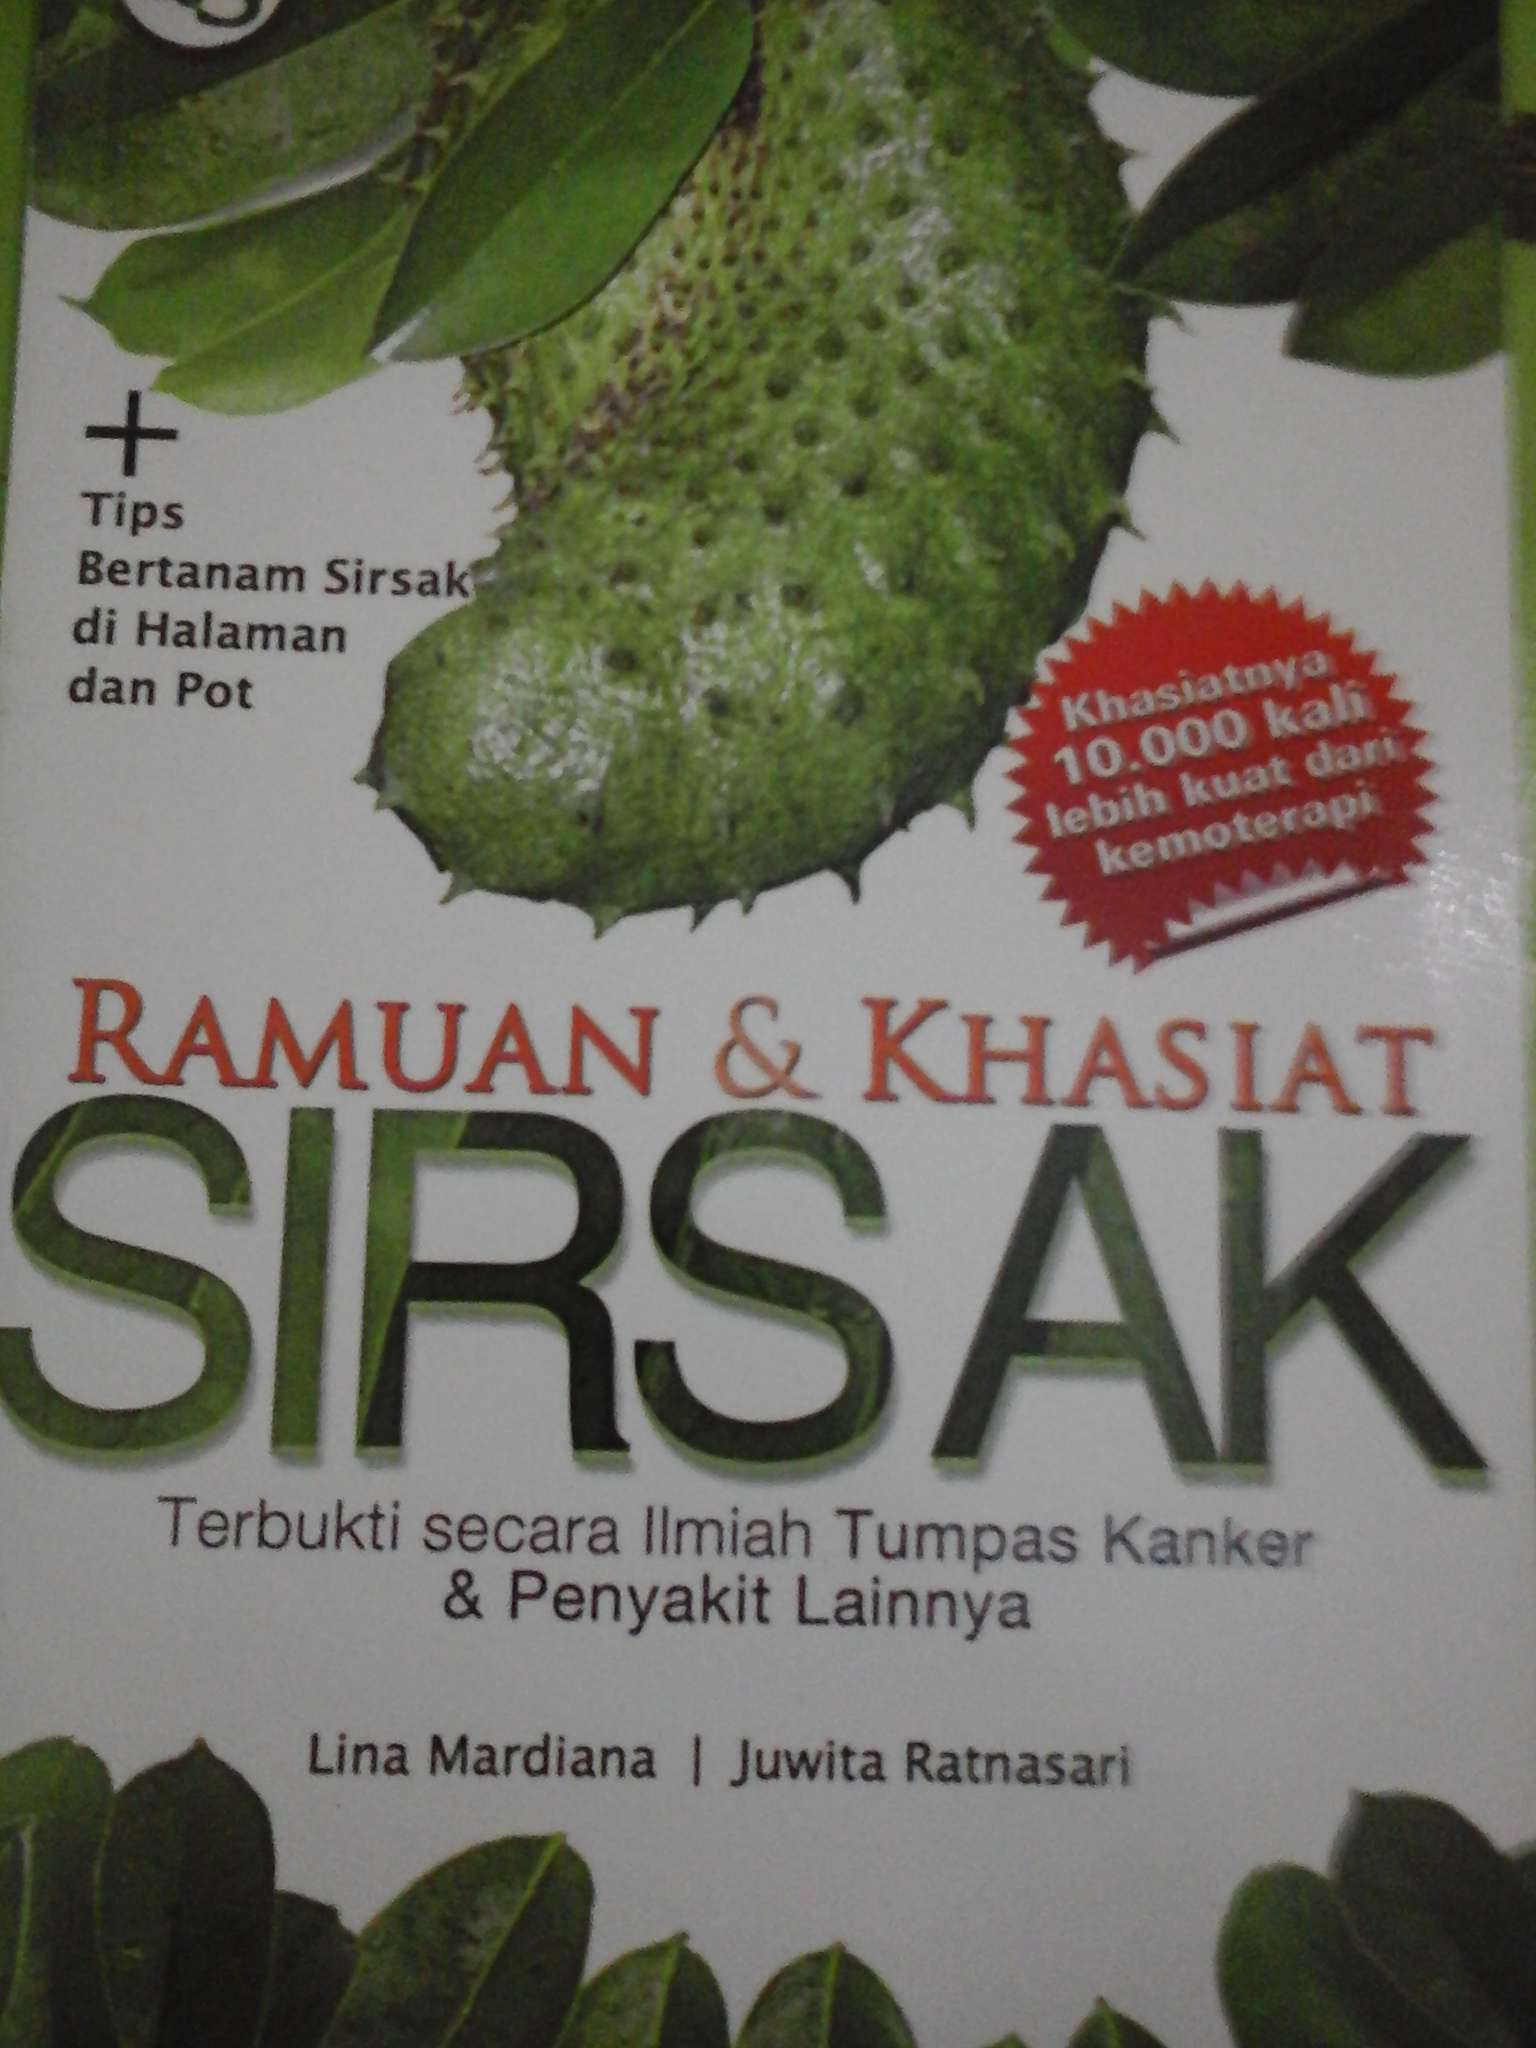 +
Tips
Bertanam Sirsak
di Halaman
dan Pot
Khasiatnya
10.000 kali
lebih kuat dari
kemoterapi
RAMUAN & KHASIAT
SIRSAK
Terbukti secara Ilmiah Tumpas Kanker
& Penyakit Lainnya
Lina Mardiana | Juwita Ratnasari